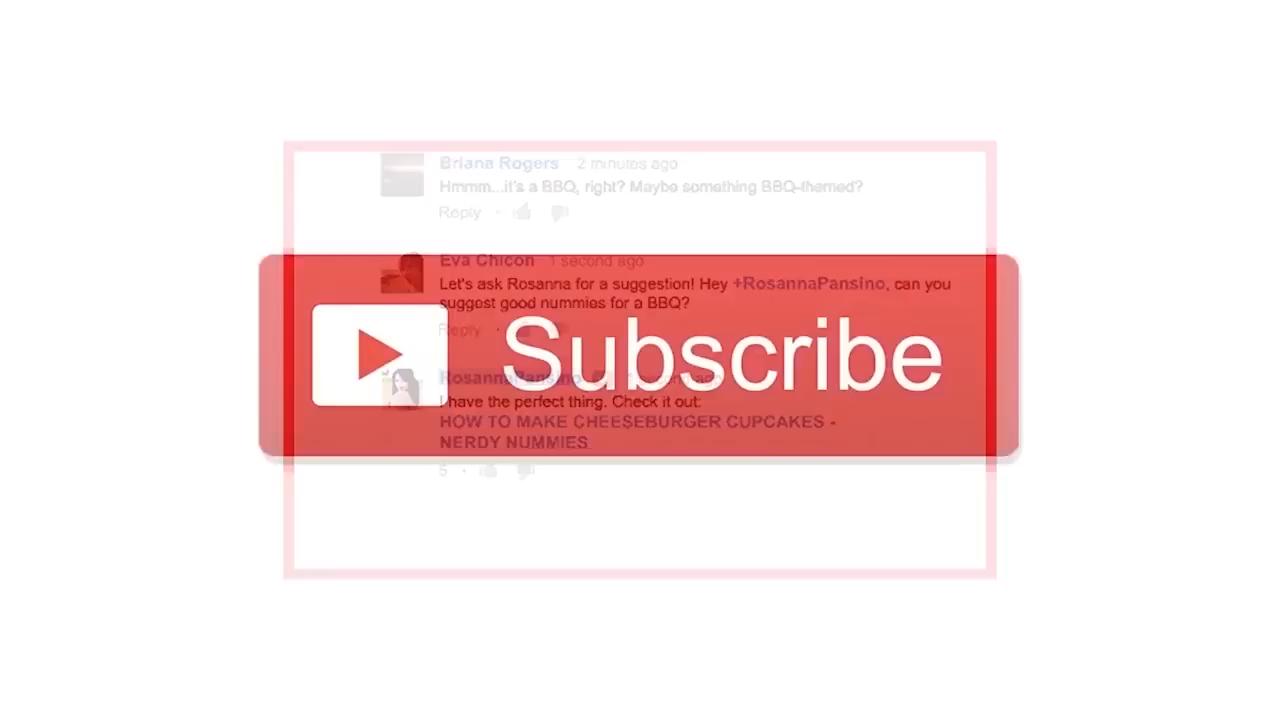 Briana Rogers 2 minutes ago
Hmmm...it's a BBQ, right? Maybe something BBQ-themed?
Reply
Eva Chicon 1 second ago
Let's ask Rosanna for a suggestion! Hey +RosannaPansino, can you
suggest good nummies for a BBQ?
Reply
Subscribe
RosannaPansino
I have the perfect thing. Check it out:
HOW TO MAKE CHEESEBURGER CUPCAKES -
NERDY NUMMIES
5